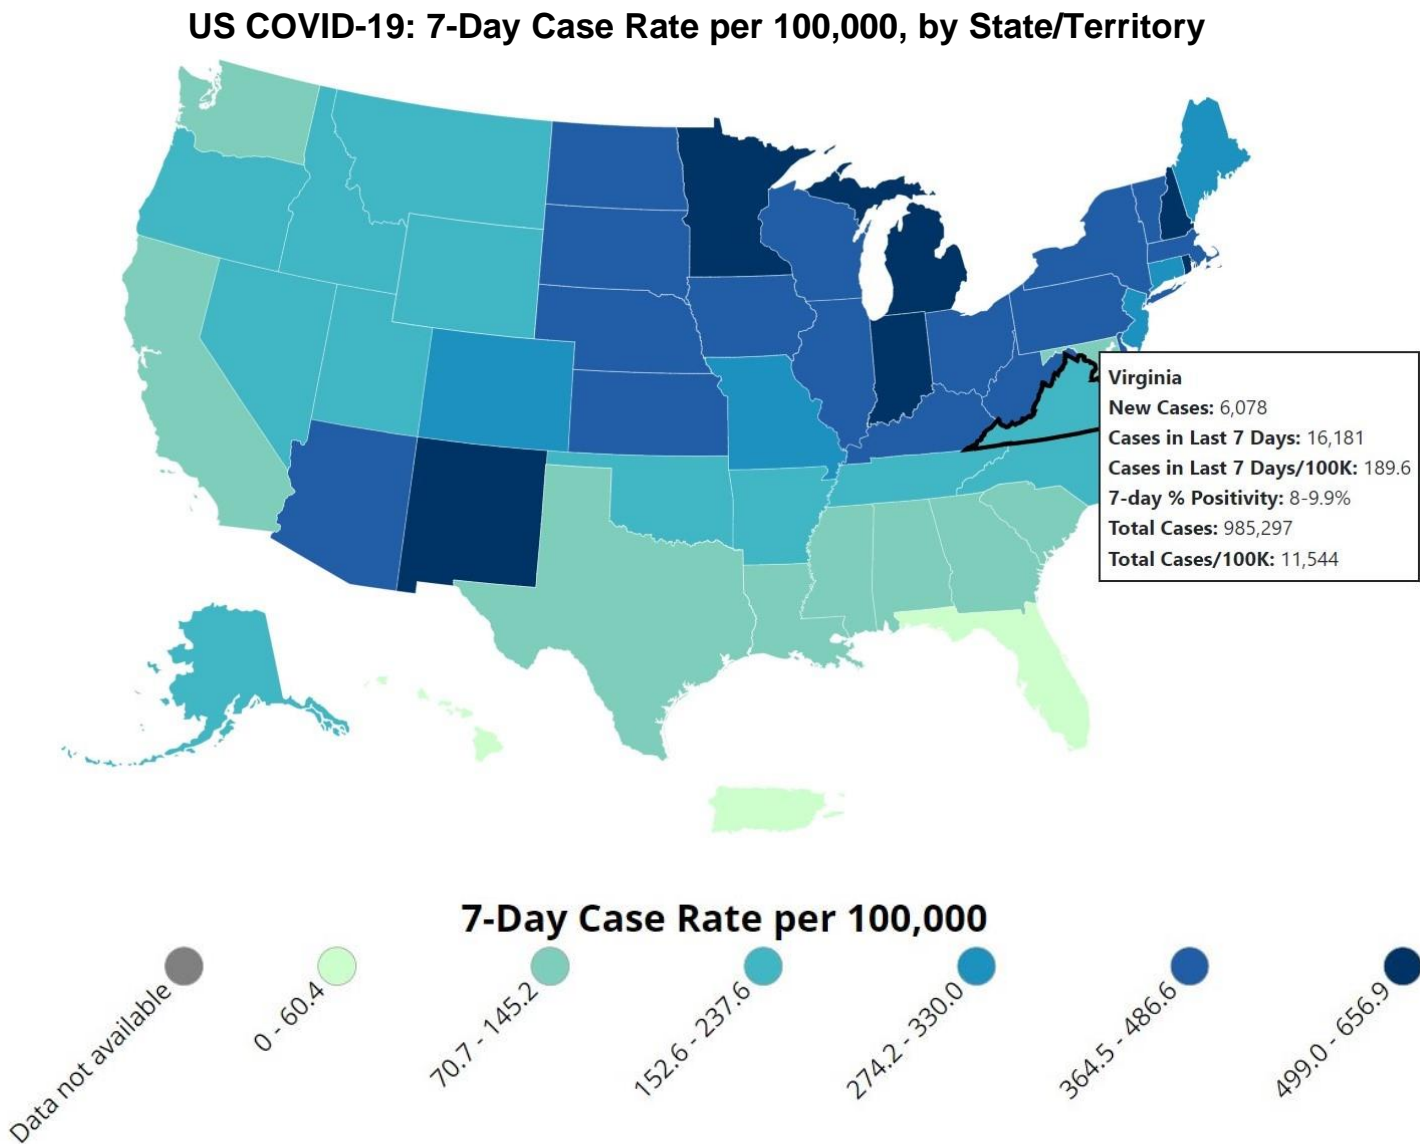 US COVID-19: 7-Day Case Rate per 100,000, by State/Territory
Virginia
New Cases: 6,078
Cases in Last 7 Days: 16,181
Cases in Last 7 Days/100K: 189.6
7-day % Positivity: 8-9.9%
Total Cases: 985,297
Total Cases/100K: 11,544
7-Day Case Rate per 100,000
Data not available
0 - 60.4
70.7 - 145.2
152.6 - 237.6
274.2 - 330.0
364.5 - 486.6
499.0 - 656.9